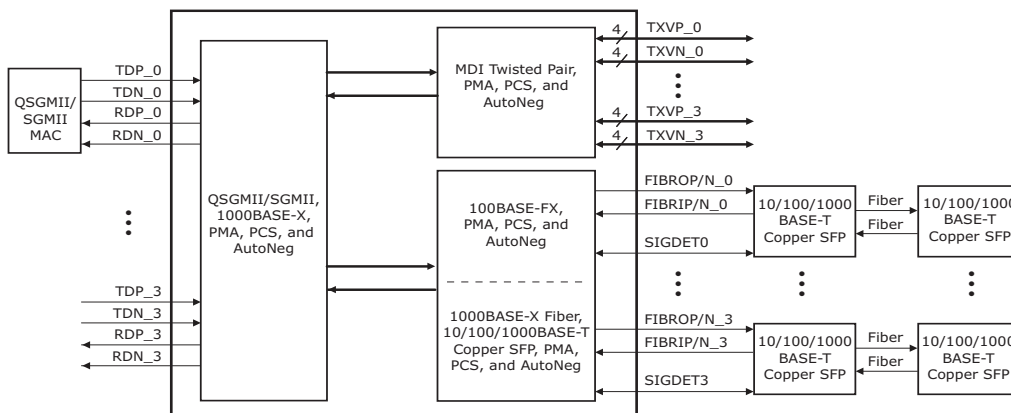 QSGMII/
SGMII
MAC
TDP_0
TDN_0
RDP_0
RDN_0
TDP_3
TDN_3
RDP_3
RDN_3
QSGMII/SGMII,
1000BASE-X,
PMA, PCS, and
AutoNeg
MDI Twisted Pair,
PMA, PCS, and
AutoNeg
4
TXVP_0
4
TXVN_0
4
TXVP_3
4
TXVN_3
100BASE-FX,
PMA, PCS, and
AutoNeg
1000BASE-X Fiber,
10/100/1000BASE-T
Copper SFP, PMA,
PCS, and AutoNeg
FIBROP/N_0
FIBRIP/N_0
SIGDET0
10/100/1000
BASE-T
Copper SFP
Fiber
Fiber
10/100/1000
BASE-T
Copper SFP
FIBROP/N_3
FIBRIP/N_3
SIGDET3
10/100/1000
BASE-T
Copper SFP
Fiber
Fiber
10/100/1000
BASE-T
Copper SFP